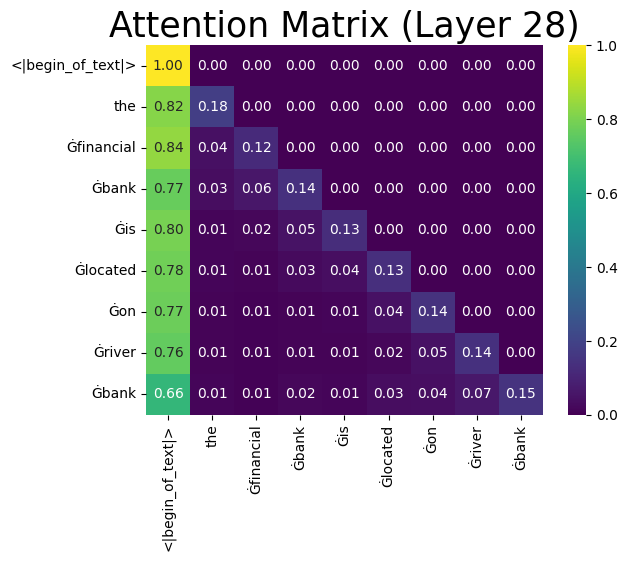 Attention Matrix (Layer 28)
<|begin_of_text|> 1.00 0.00 0.00 0.00 0.00 0.00 0.00 0.00 0.00
the 0.82 0.18 0.00 0.00 0.00 0.00 0.00 0.00 0.00
Ġfinancial 0.84 0.04 0.12 0.00 0.00 0.00 0.00 0.00 0.00
Ġbank 0.77 0.03 0.06 0.14 0.00 0.00 0.00 0.00 0.00
Ġis 0.80 0.01 0.02 0.05 0.13 0.00 0.00 0.00 0.00
Ġlocated 0.78 0.01 0.01 0.03 0.04 0.13 0.00 0.00 0.00
Ġon 0.77 0.01 0.01 0.01 0.01 0.04 0.14 0.00 0.00
Ġriver 0.76 0.01 0.01 0.01 0.01 0.02 0.05 0.14 0.00
Ġbank 0.66 0.01 0.01 0.02 0.01 0.03 0.04 0.07 0.15
<|begin_of_text|>
the
Ġfinancial
Ġbank
Ġis
Ġlocated
Ġon
Ġriver
Ġbank
1.0
0.8
0.6
0.4
0.2
0.0